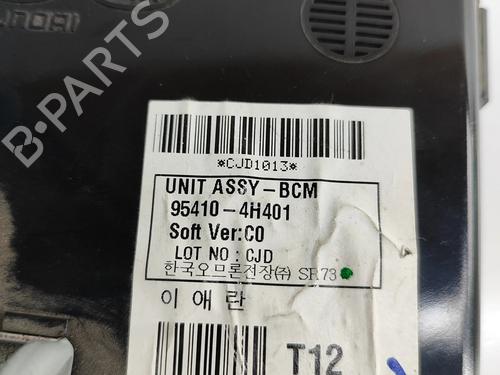 B-PARTS
*CJD1013*
UNIT ASSY-BCM
95410-4H401
Soft Ver:C0
LOT NO : CJD
한국오므론전장(주) SR73
이 애 란
T12